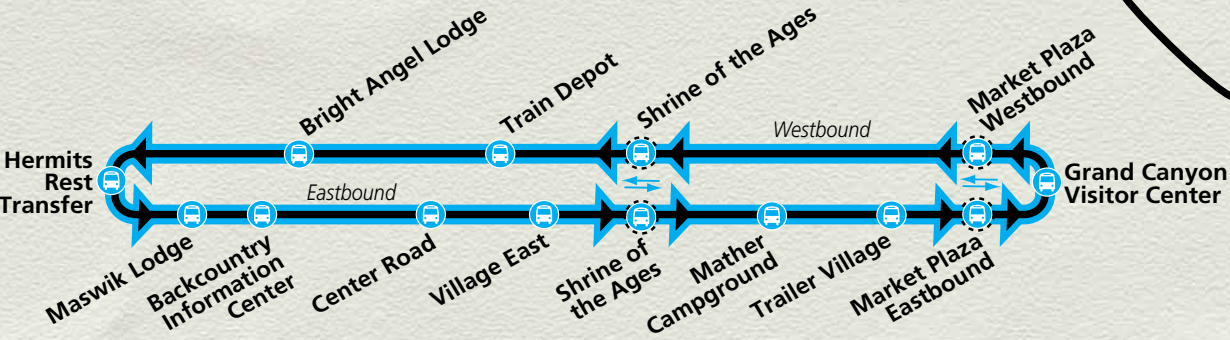 Bright Angel Lodge
Train Depot
Shrine of the Ages
Market Plaza
Westbound
Westbound
Hermits
Rest
Transfer
Grand Canyon
Visitor Center
Eastbound
Maswik Lodge
Backcountry
Information
Center
Center Road
Village East
Shrine of
the Ages
Mather
Campground
Trailer Village
Market Plaza
Eastbound